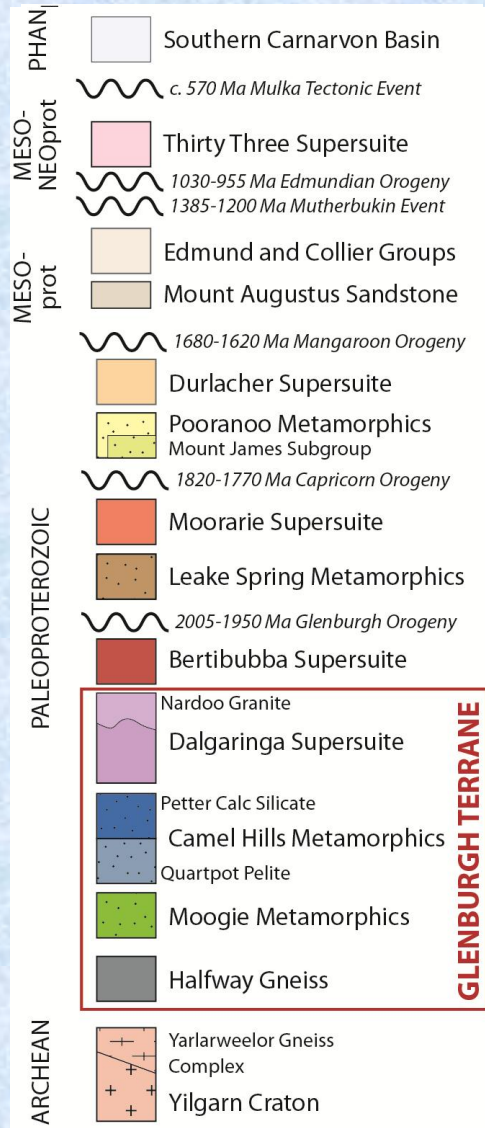 PHAN
Southern Carnarvon Basin
c. 570 Ma Mulka Tectonic Event
MESO-
NEOprot
Thirty Three Supersuite
1030-955 Ma Edmundian Orogeny
1385-1200 Ma Mutherbukin Event
MESO-
prot
Edmund and Collier Groups
Mount Augustus Sandstone
1680-1620 Ma Mangaroon Orogeny
PALEOPROTEROZOIC
Durlacher Supersuite
Pooranoo Metamorphics
Mount James Subgroup
1820-1770 Ma Capricorn Orogeny
Moorarie Supersuite
Leake Spring Metamorphics
2005-1950 Ma Glenburgh Orogeny
Bertibubba Supersuite
GLENBURGH TERRANE
Nardoo Granite
Dalgaringa Supersuite
Petter Calc Silicate
Camel Hills Metamorphics
Quartpot Pelite
Moogie Metamorphics
Halfway Gneiss
ARCHEAN
Yarlarweelor Gneiss
Complex
Yilgarn Craton